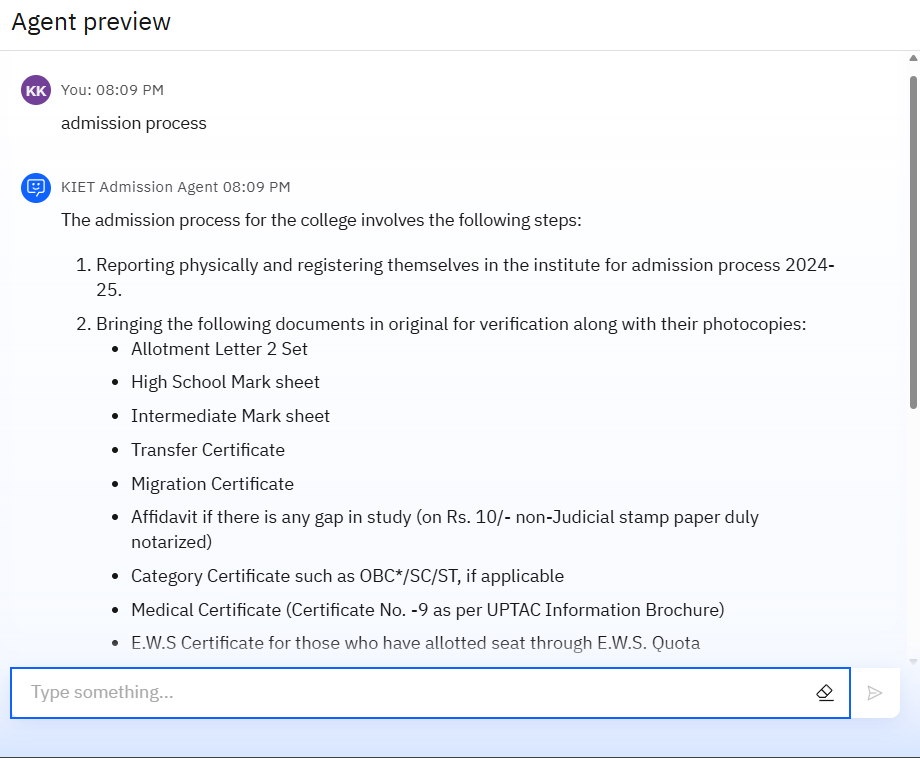 Agent preview
KK
You: 08:09 PM
admission process
KIET Admission Agent 08:09 PM
The admission process for the college involves the following steps:
1. Reporting physically and registering themselves in the institute for admission process 2024-
25.
2. Bringing the following documents in original for verification along with their photocopies:
• Allotment Letter 2 Set
• High School Mark sheet
• Intermediate Mark sheet
• Transfer Certificate
• Migration Certificate
• Affidavit if there is any gap in study (on Rs. 10/- non-Judicial stamp paper duly
notarized)
• Category Certificate such as OBC*/SC/ST, if applicable
• Medical Certificate (Certificate No. -9 as per UPTAC Information Brochure)
• E.W.S Certificate for those who have allotted seat through E.W.S. Quota
Type something...